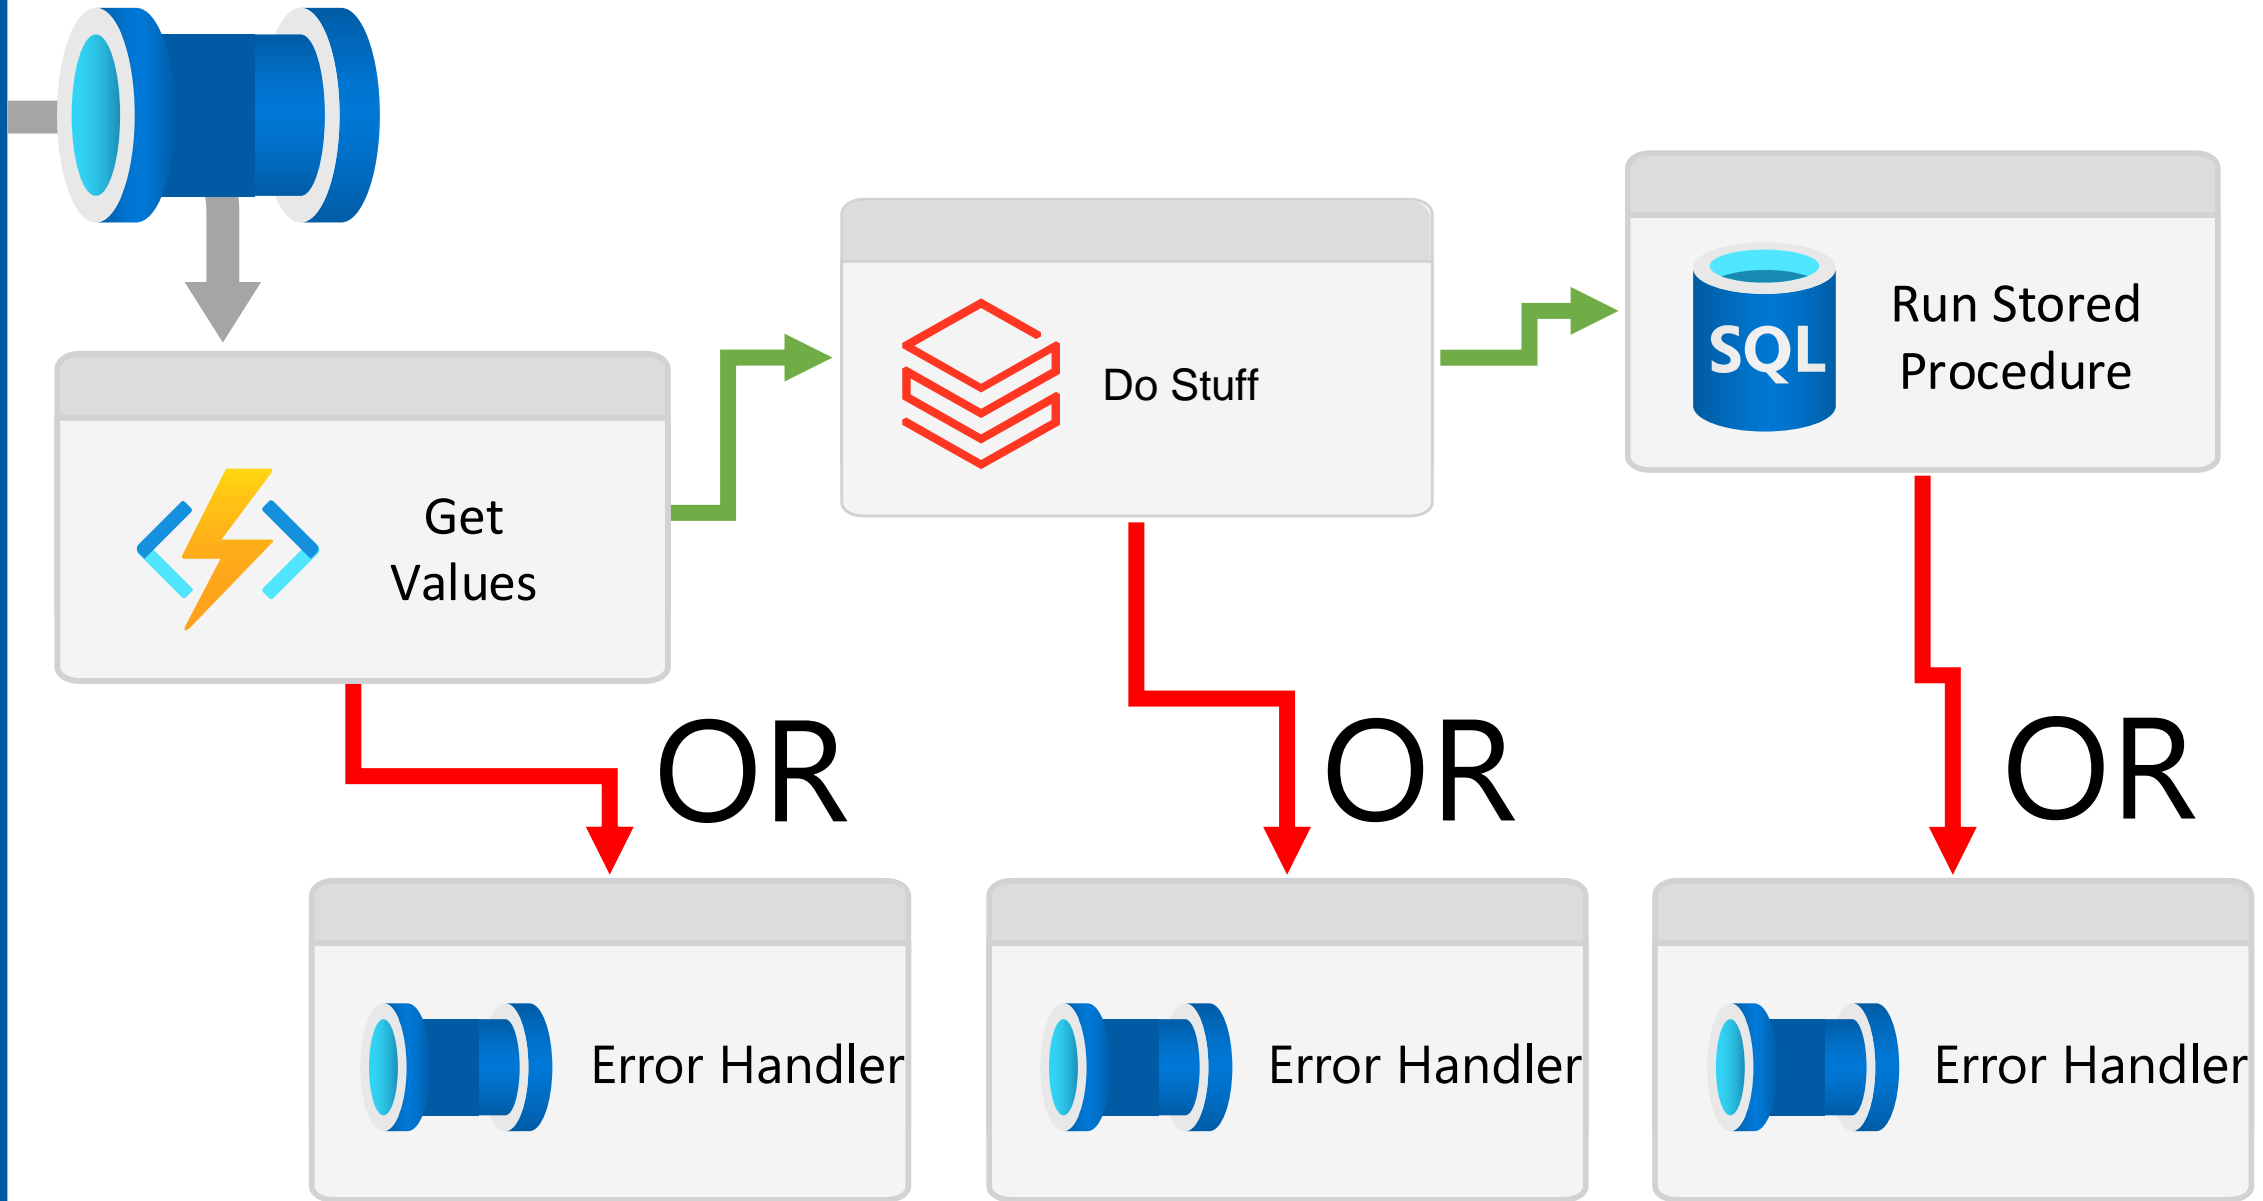 Get
Values
Do Stuff
SQL
Run Stored
Procedure
OR
OR
OR
Error Handler
Error Handler
Error Handler